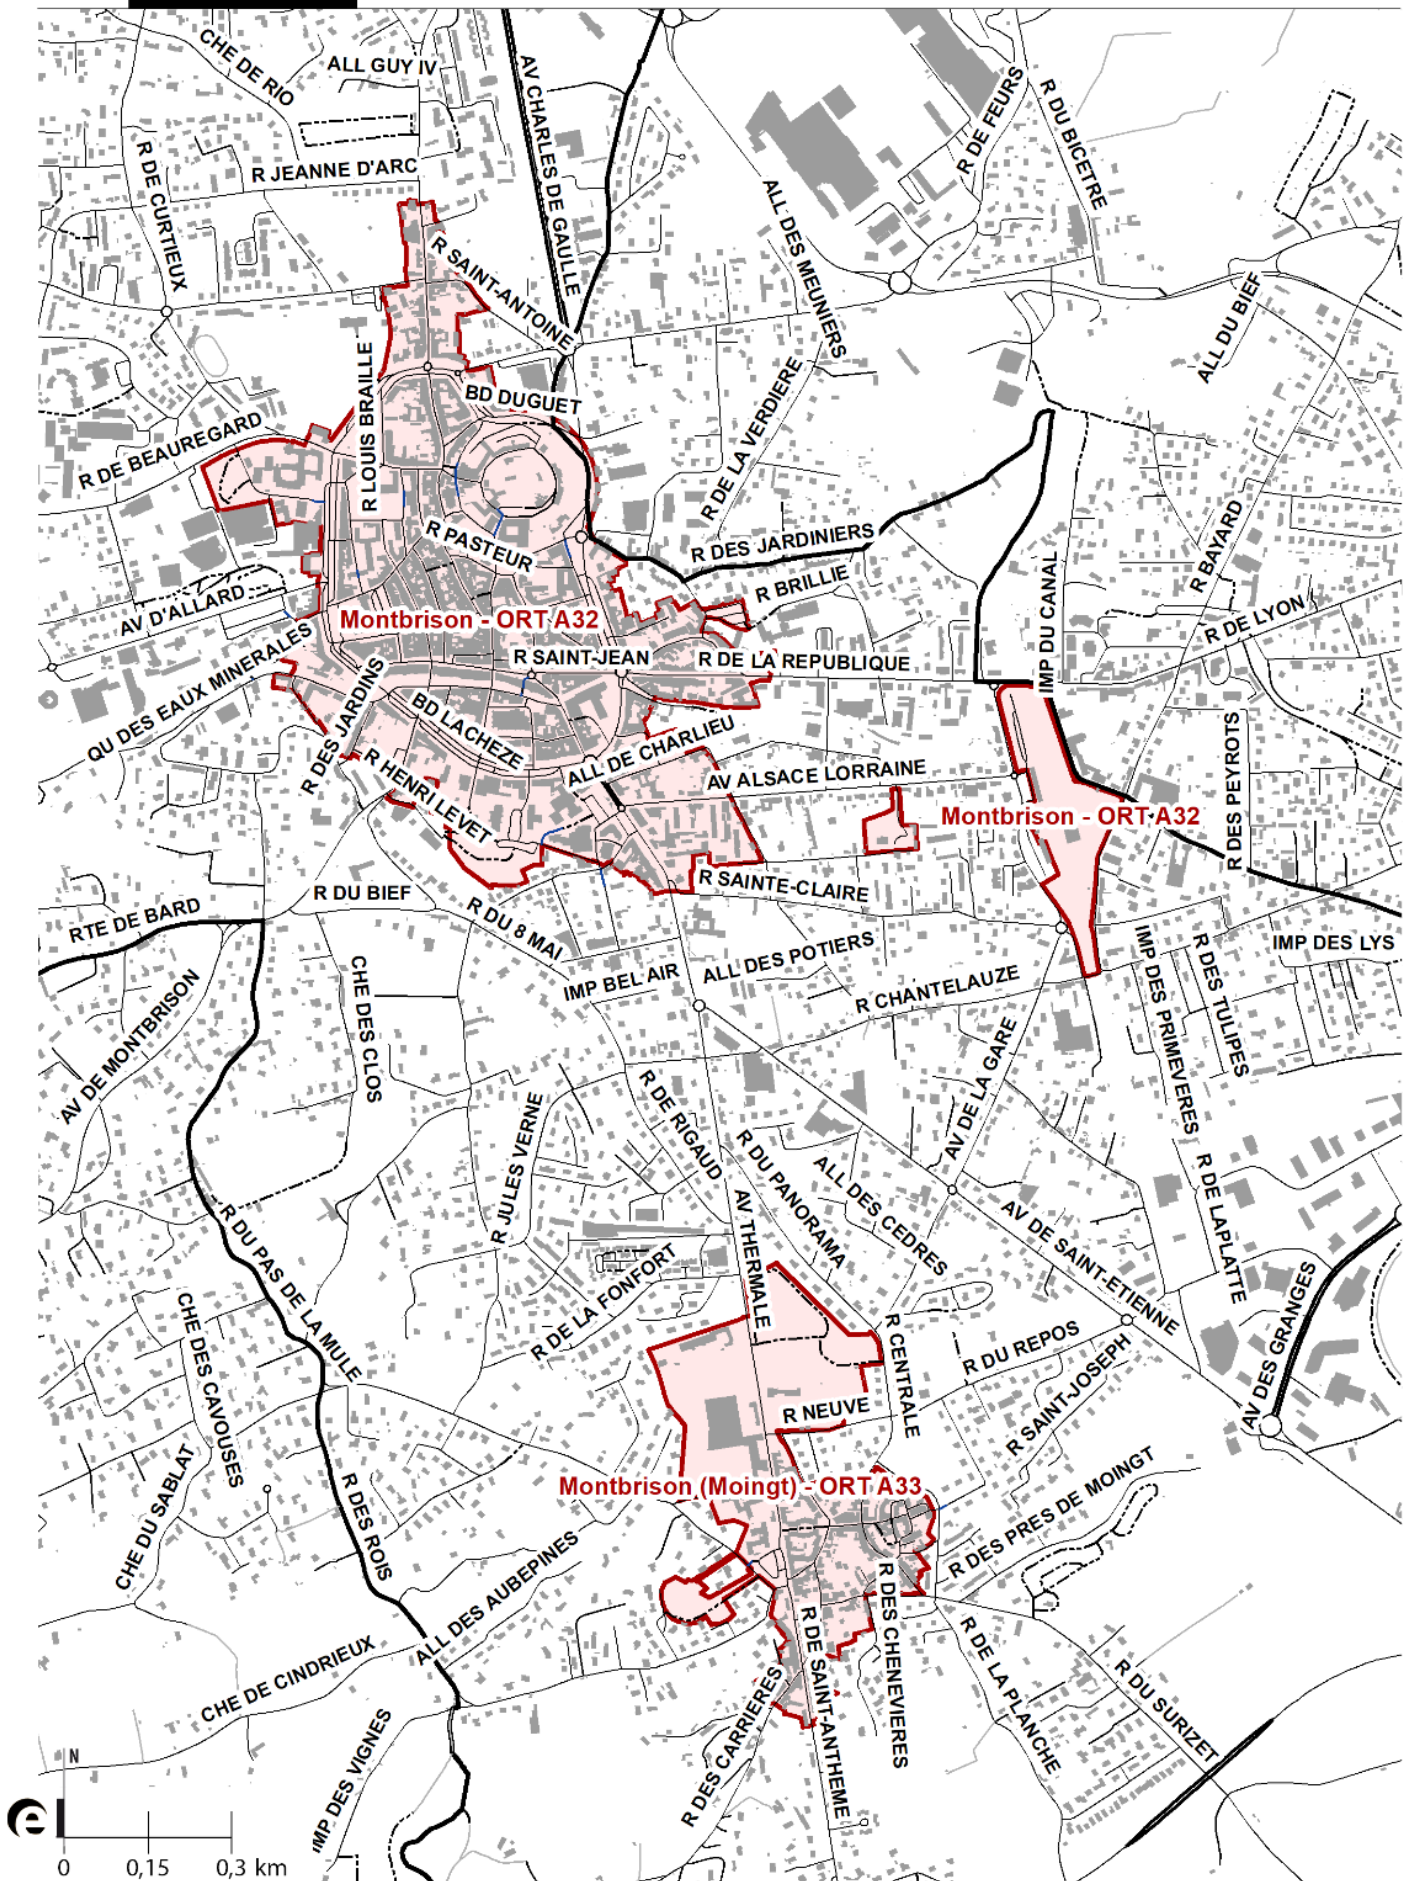 CHE DE RIO
ALL GUY IV
AV CHARLES DE GAULLE
R DE FEURS
R DU BICETRE
R DE CURTIEUX
R JEANNE D'ARC
ALL DES MEUNIERS
R SAINT-ANTOINE
ALL DU BIEF
R LOUIS BRAILLE
BD DUGUET
R DE LA VERDIERE
R DE BEAUREGARD
R PASTEUR
R DES JARDINIERS
R BAYARD
R BRILLIE
IMP DU CANAL
AV D'ALLARD
Montbrison - ORT A32
R DE LYON
QU DES EAUX MINERALES
R SAINT-JEAN
R DE LA REPUBLIQUE
R DES JARDINS
BD LACHEZE
ALL DE CHARLIEU
R DES PEYROTS
R HENRI LEVET
AV ALSACE LORRAINE
Montbrison - ORT A32
R SAINTE-CLAIRE
R DU BIEF
RTE DE BARD
R DU 8 MAI
IMP BEL AIR
ALL DES POTIERS
IMP DES LYS
R CHANTELAUZE
IMP DES PRIMEVERES
R DES TULIPES
CHE DES CLOS
AV DE MONTBRISON
AV DE LA GARE
R DE RIGAUD
R JULES VERNE
R DU PANORAMA
ALL DES CEDRES
R DE LAPLATTE
AV THERMALE
AV DE SAINT-ETIENNE
R DU PAS DE LA MULE
R DE LA FONFORT
CHE DES CAVOUSES
R CENTRALE
R DU REPOS
AV DES GRANGES
R SAINT-JOSEPH
R NEUVE
CHE DU SABLAT
R DES ROIS
Montbrison (Moingt) - ORT A33
R DES PRES DE MOINGT
ALL DES AUBEPINES
R DES CHENEVIERES
R DE SAINT-ANTHEME
R DE LA PLANCHE
CHE DE CINDRIEUX
R DU SURIZET
R DES CARRIERES
IMP DES VIGNES
N
e
0 0,15 0,3 km